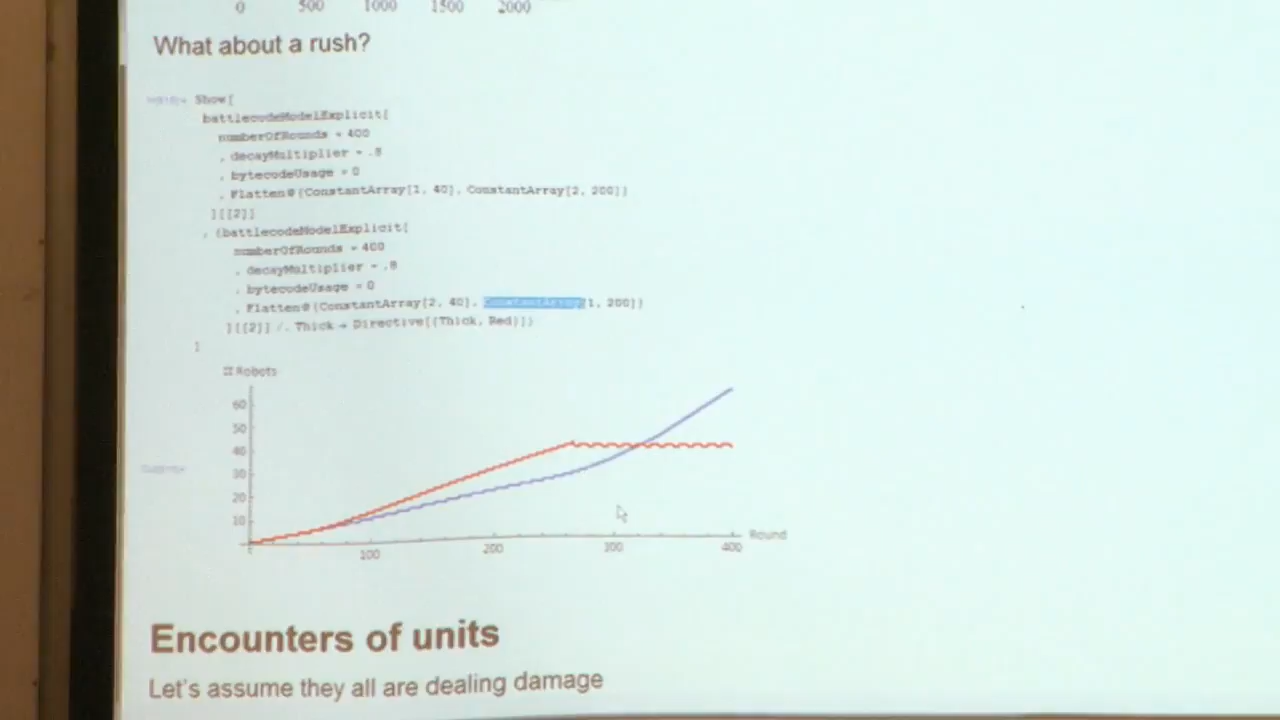 0 500 1000 1500 2000
What about a rush?
Show[
battlecodeModelExplicit[
numberOfRounds = 400
, decayMultiplier = .8
, bytecodeUsage = 0
, Flatten@{ConstantArray[1, 40], ConstantArray[2, 200]}
][[2]]
, (battlecodeModelExplicit[
numberOfRounds = 400
, decayMultiplier = .8
, bytecodeUsage = 0
, Flatten@{ConstantArray[2, 40], ConstantArray[1, 200]}
][[2]] /. Thick → Directive[{Thick, Red}])
]
# Robots
60
50
40
30
20
10
100 200 300 400 Round
Encounters of units
Let's assume they all are dealing damage